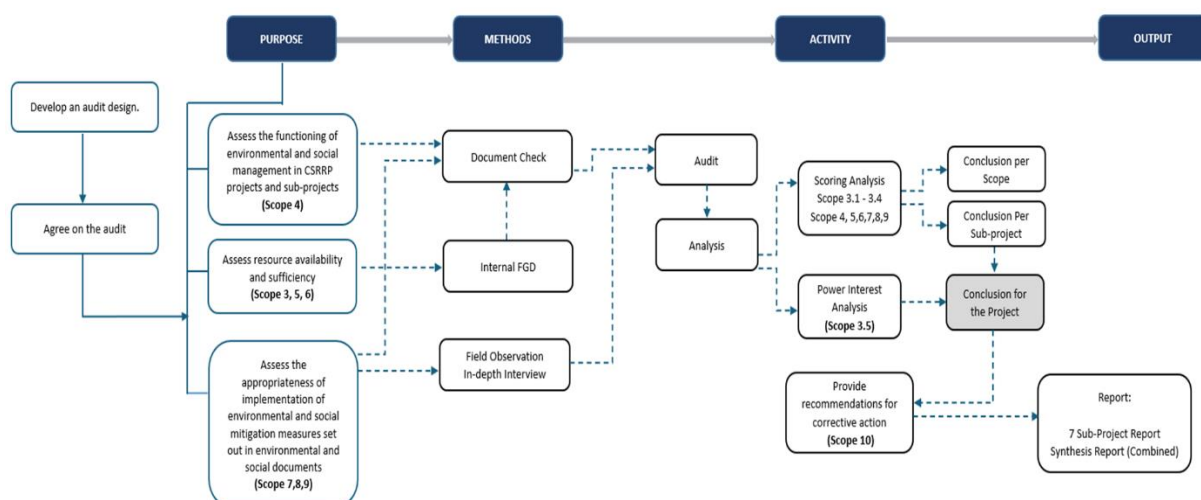 PURPOSE
METHODS
ACTIVITY
OUTPUT
Develop an audit design.
Agree on the audit
Assess the functioning of
environmental and social
management in CSRRP
projects and sub-projects
(Scope 4)
Assess resource availability
and sufficiency
(Scope 3, 5, 6)
Assess the
appropriateness of
implementation of
environmental and social
mitigation measures set
out in environmental and
social documents
(Scope 7,8,9)
Document Check
Internal FGD
Field Observation
In-depth Interview
Audit
Analysis
Scoring Analysis
Scope 3.1 - 3.4
Scope 4, 5,6,7,8,9
Power Interest
Analysis
(Scope 3.5)
Conclusion per
Scope
Conclusion Per
Sub-project
Conclusion for
the Project
Provide
recommendations for
corrective action
(Scope 10)
Report:
7 Sub-Project Report
Synthesis Report (Combined)